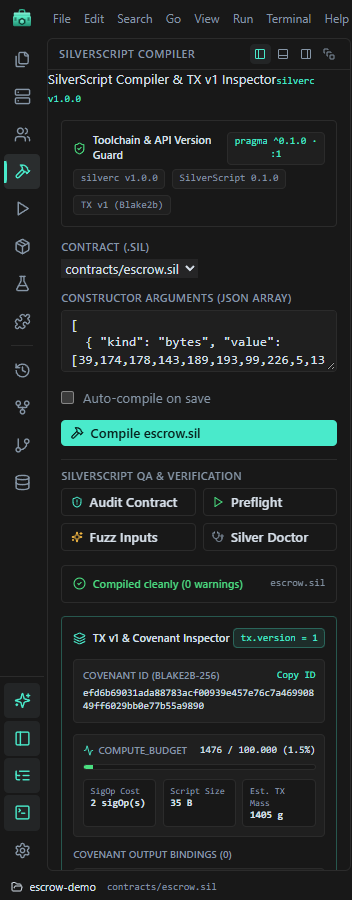 File Edit Search Go View Run Terminal Help
SILVERSCRIPT COMPILER
SilverScript Compiler & TX v1 Inspector silverc
v1.0.0
Toolchain & API Version
Guard
pragma ^0.1.0 ·
:1
silverc v1.0.0
SilverScript 0.1.0
TX v1 (Blake2b)
CONTRACT (.SIL)
contracts/escrow.sil
CONSTRUCTOR ARGUMENTS (JSON ARRAY)
[
{ "kind": "bytes", "value":
[39,174,178,143,189,193,99,226,5,13
Auto-compile on save
Compile escrow.sil
SILVERSCRIPT QA & VERIFICATION
Audit Contract
Preflight
Fuzz Inputs
Silver Doctor
Compiled cleanly (0 warnings)
escrow.sil
TX v1 & Covenant Inspector
tx.version = 1
COVENANT ID (BLAKE2B-256)
Copy ID
efd6b69031ada88783acf00939e457e76c7a469908
49ff6029bb0e77b55a9890
COMPUTE_BUDGET
1476 / 100.000 (1.5%)
SigOp Cost
2 sigOp(s)
Script Size
35 B
Est. TX
Mass
1405 g
COVENANT OUTPUT BINDINGS (0)
escrow-demo
contracts/escrow.sil